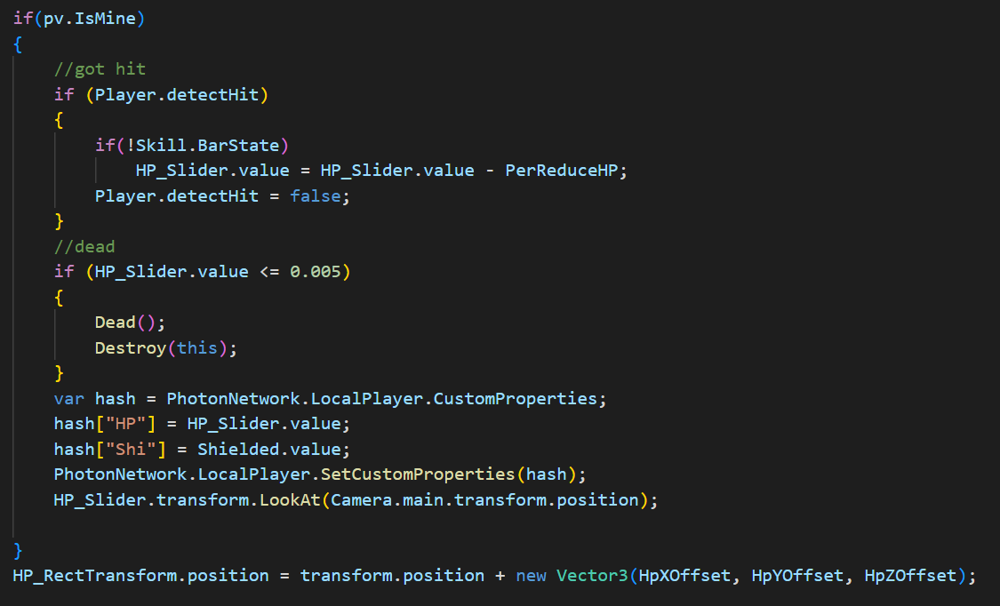 if(pv.IsMine)
{
//got hit
if (Player.detectHit)
{
if(!Skill.BarState)
HP_Slider.value = HP_Slider.value - PerReduceHP;
Player.detectHit = false;
}
//dead
if (HP_Slider.value <= 0.005)
{
Dead();
Destroy(this);
}
var hash = PhotonNetwork.LocalPlayer.CustomProperties;
hash["HP"] = HP_Slider.value;
hash["Shi"] = Shielded.value;
PhotonNetwork.LocalPlayer.SetCustomProperties(hash);
HP_Slider.transform.LookAt(Camera.main.transform.position);
}
HP_RectTransform.position = transform.position + new Vector3(HpXOffset, HpYOffset, HpZOffset);